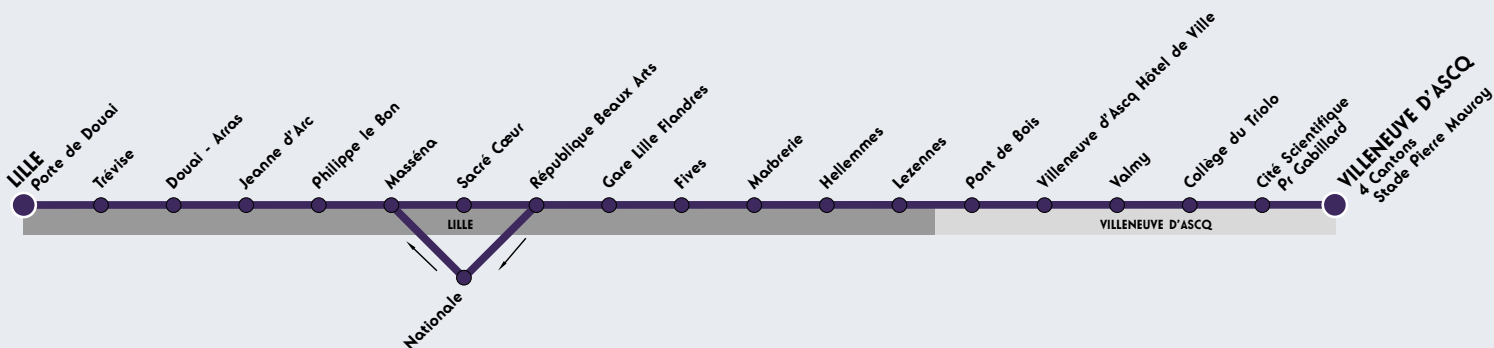 LILLE
Porte de Douai
Trévise
Douai - Arras
Jeanne d'Arc
Philippe le Bon
Masséna
Sacré Cœur
République Beaux Arts
Gare Lille Flandres
Fives
Marbrerie
Hellemmes
Lezennes
Pont de Bois
Villeneuve d'Ascq Hôtel de Ville
Valmy
Collège du Triolo
Cité Scientifique
Pr Gabillard
VILLENEUVE D'ASCQ
4 Cantons
Stade Pierre Mauroy
LILLE
VILLENEUVE D'ASCQ
Nationale